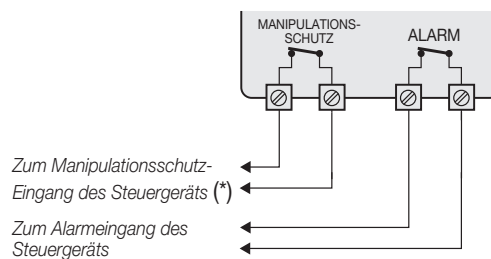 MANIPULATIONS-
SCHUTZ
ALARM
Zum Manipulationsschutz-
Eingang des Steuergeräts (*)
Zum Alarmeingang des
Steuergeräts